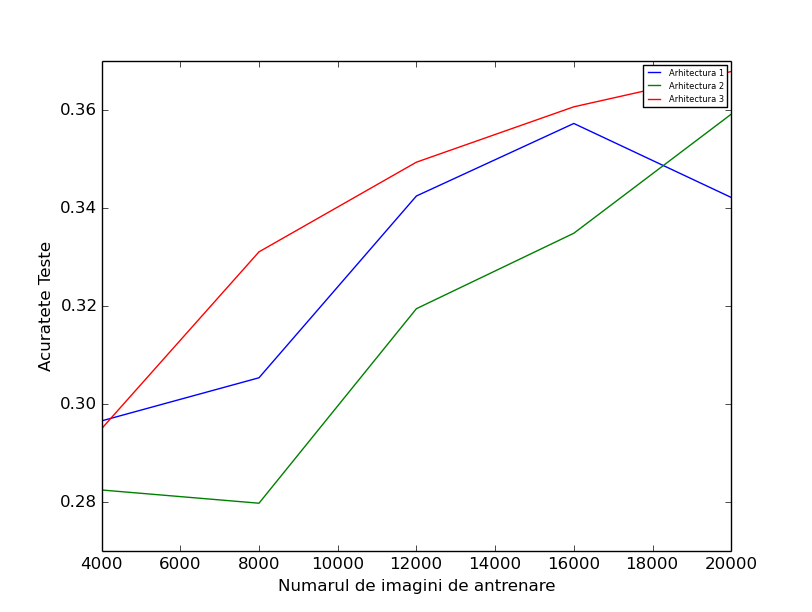 Arhitectura 1
Arhitectura 2
Arhitectura 3
0.36
0.34
0.32
0.30
0.28
Acuratete Teste
4000 6000 8000 10000 12000 14000 16000 18000 20000
Numarul de imagini de antrenare